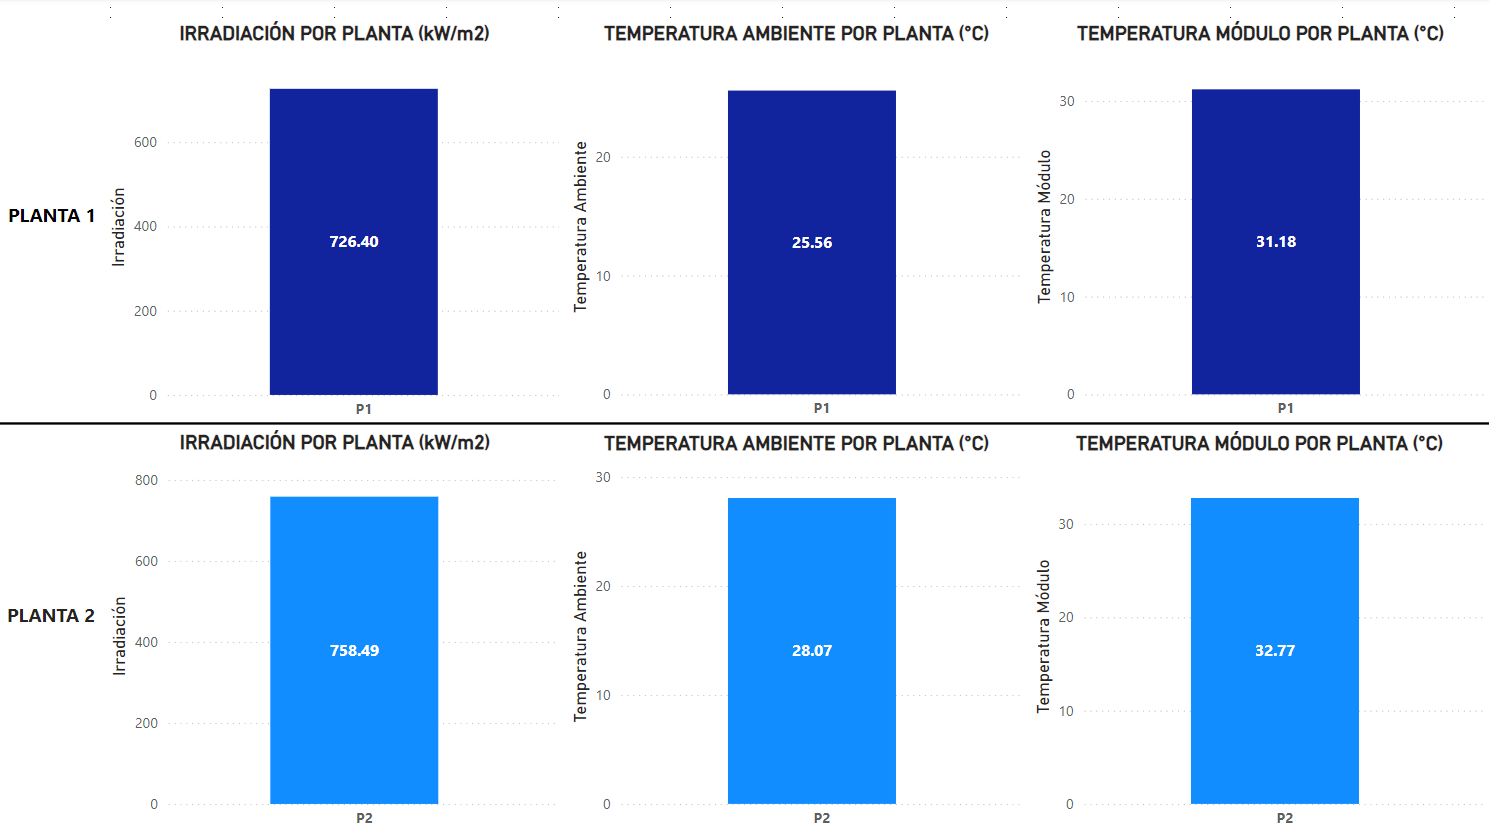 IRRADIACIÓN POR PLANTA (kW/m2)
TEMPERATURA AMBIENTE POR PLANTA (°C)
TEMPERATURA MÓDULO POR PLANTA (°C)
PLANTA 1
Irradiación
600
400
200
0
726.40
P1
Temperatura Ambiente
20
10
0
25.56
P1
Temperatura Módulo
30
20
10
0
31.18
P1
IRRADIACIÓN POR PLANTA (kW/m2)
TEMPERATURA AMBIENTE POR PLANTA (°C)
TEMPERATURA MÓDULO POR PLANTA (°C)
PLANTA 2
Irradiación
800
600
400
200
0
758.49
P2
Temperatura Ambiente
30
20
10
0
28.07
P2
Temperatura Módulo
30
20
10
0
32.77
P2